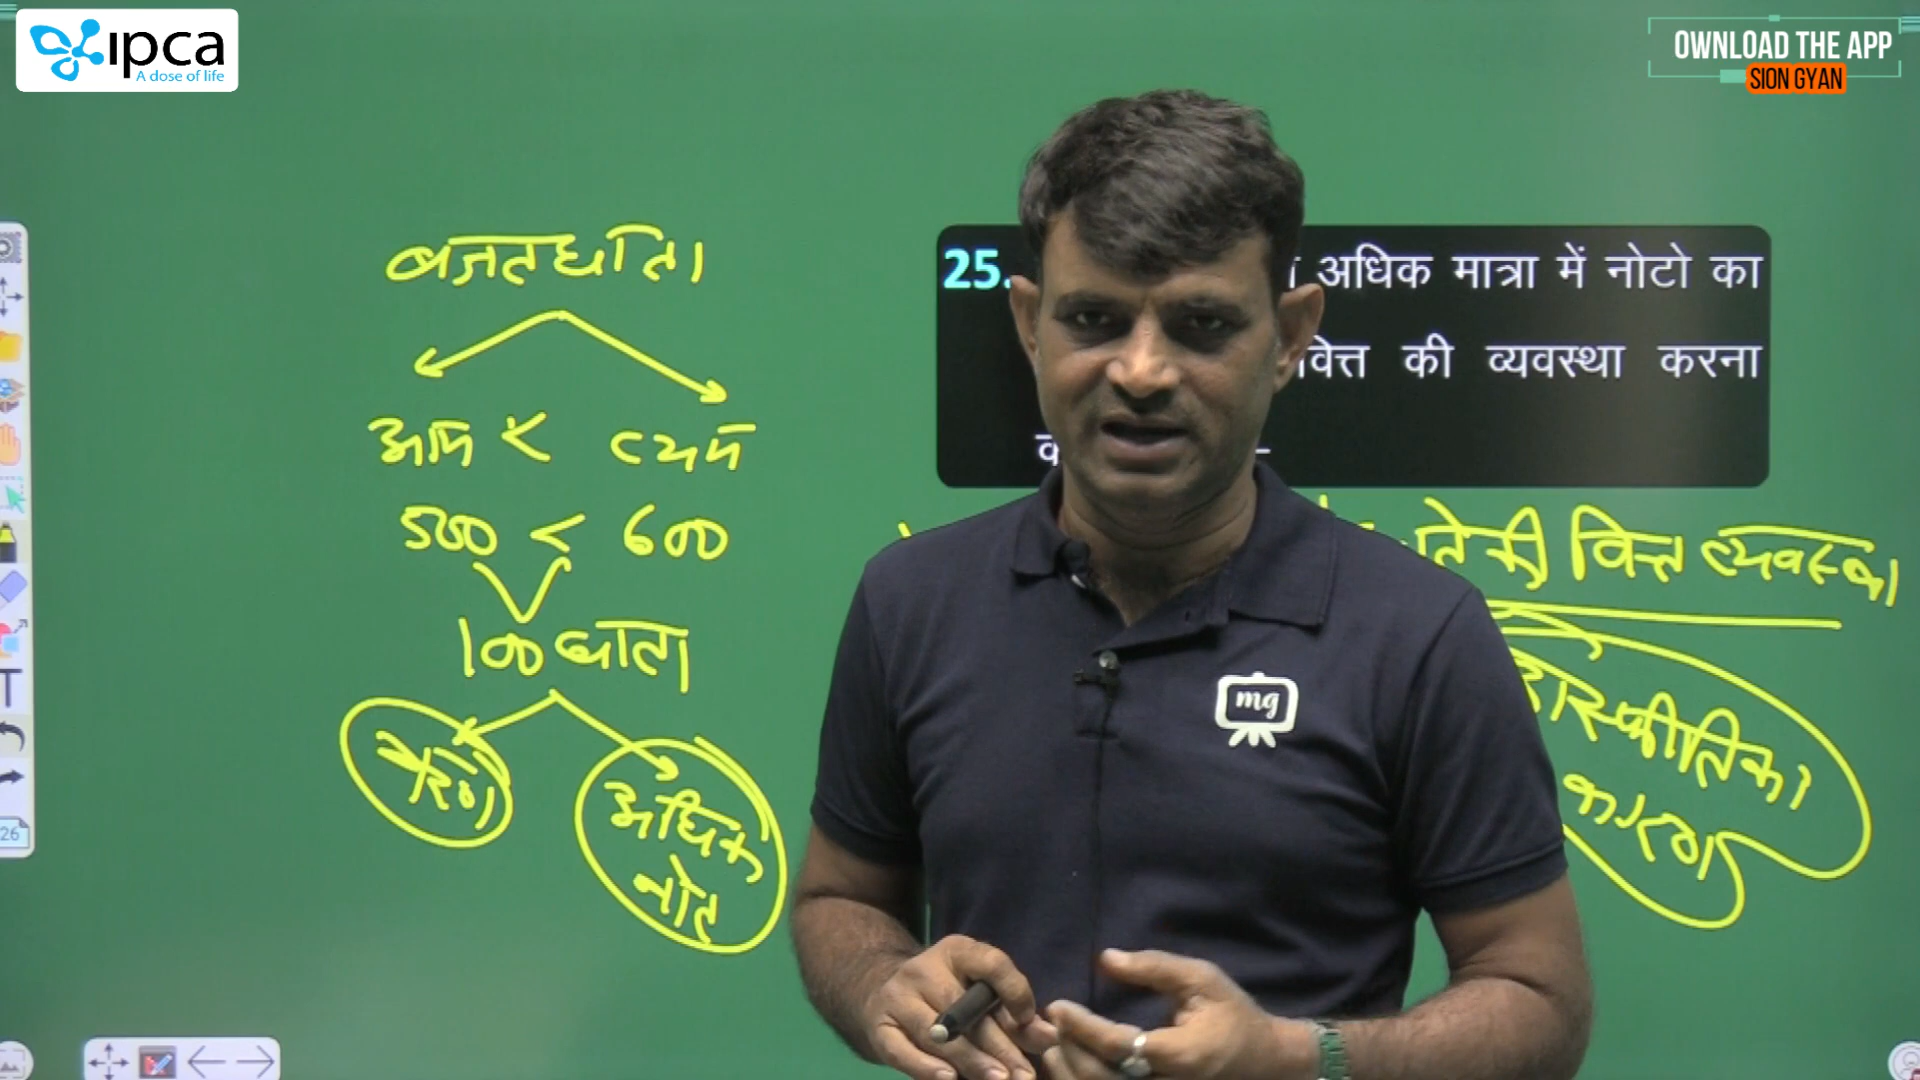 ipca
A dose of life
OWNLOAD THE APP
SION GYAN
बजटघाटा
आय < व्यय
500 < 600
100 घाटा
अधिक
नोट
25. अधिक मात्रा में नोटो का
वित्त की व्यवस्था करना
की वित्त व्यवस्था
कारण
mg
26